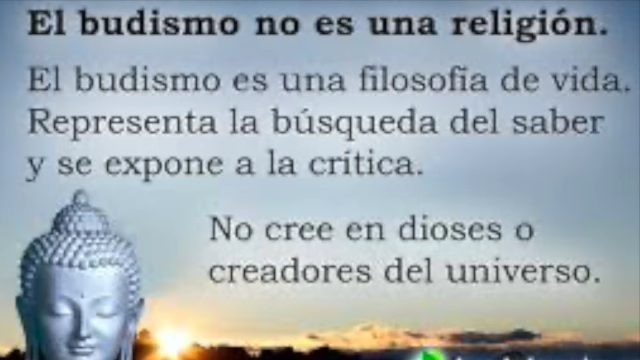 El budismo no es una religión.
El budismo es una filosofía de vida.
Representa la búsqueda del saber
y se expone a la crítica.
No cree en dioses o
creadores del universo.